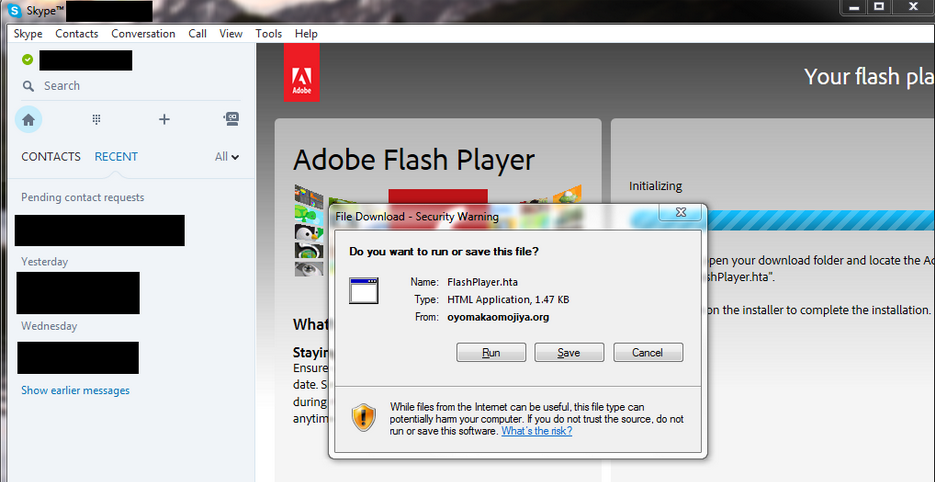 Skype™
Skype Contacts Conversation Call View Tools Help
Search
CONTACTS RECENT All
Pending contact requests
Yesterday
Wednesday
Show earlier messages
Adobe
Your flash pla
Adobe Flash Player
Initializing
pen your download folder and locate the Ad
shPlayer.hta".
on the installer to complete the installation.
What
Stayin
Ensure
date. S
during
anytim
File Download - Security Warning
Do you want to run or save this file?
Name: FlashPlayer.hta
Type: HTML Application, 1.47 KB
From: oyomakaomojiya.org
Run Save Cancel
While files from the Internet can be useful, this file type can
potentially harm your computer. If you do not trust the source, do not
run or save this software. What's the risk?